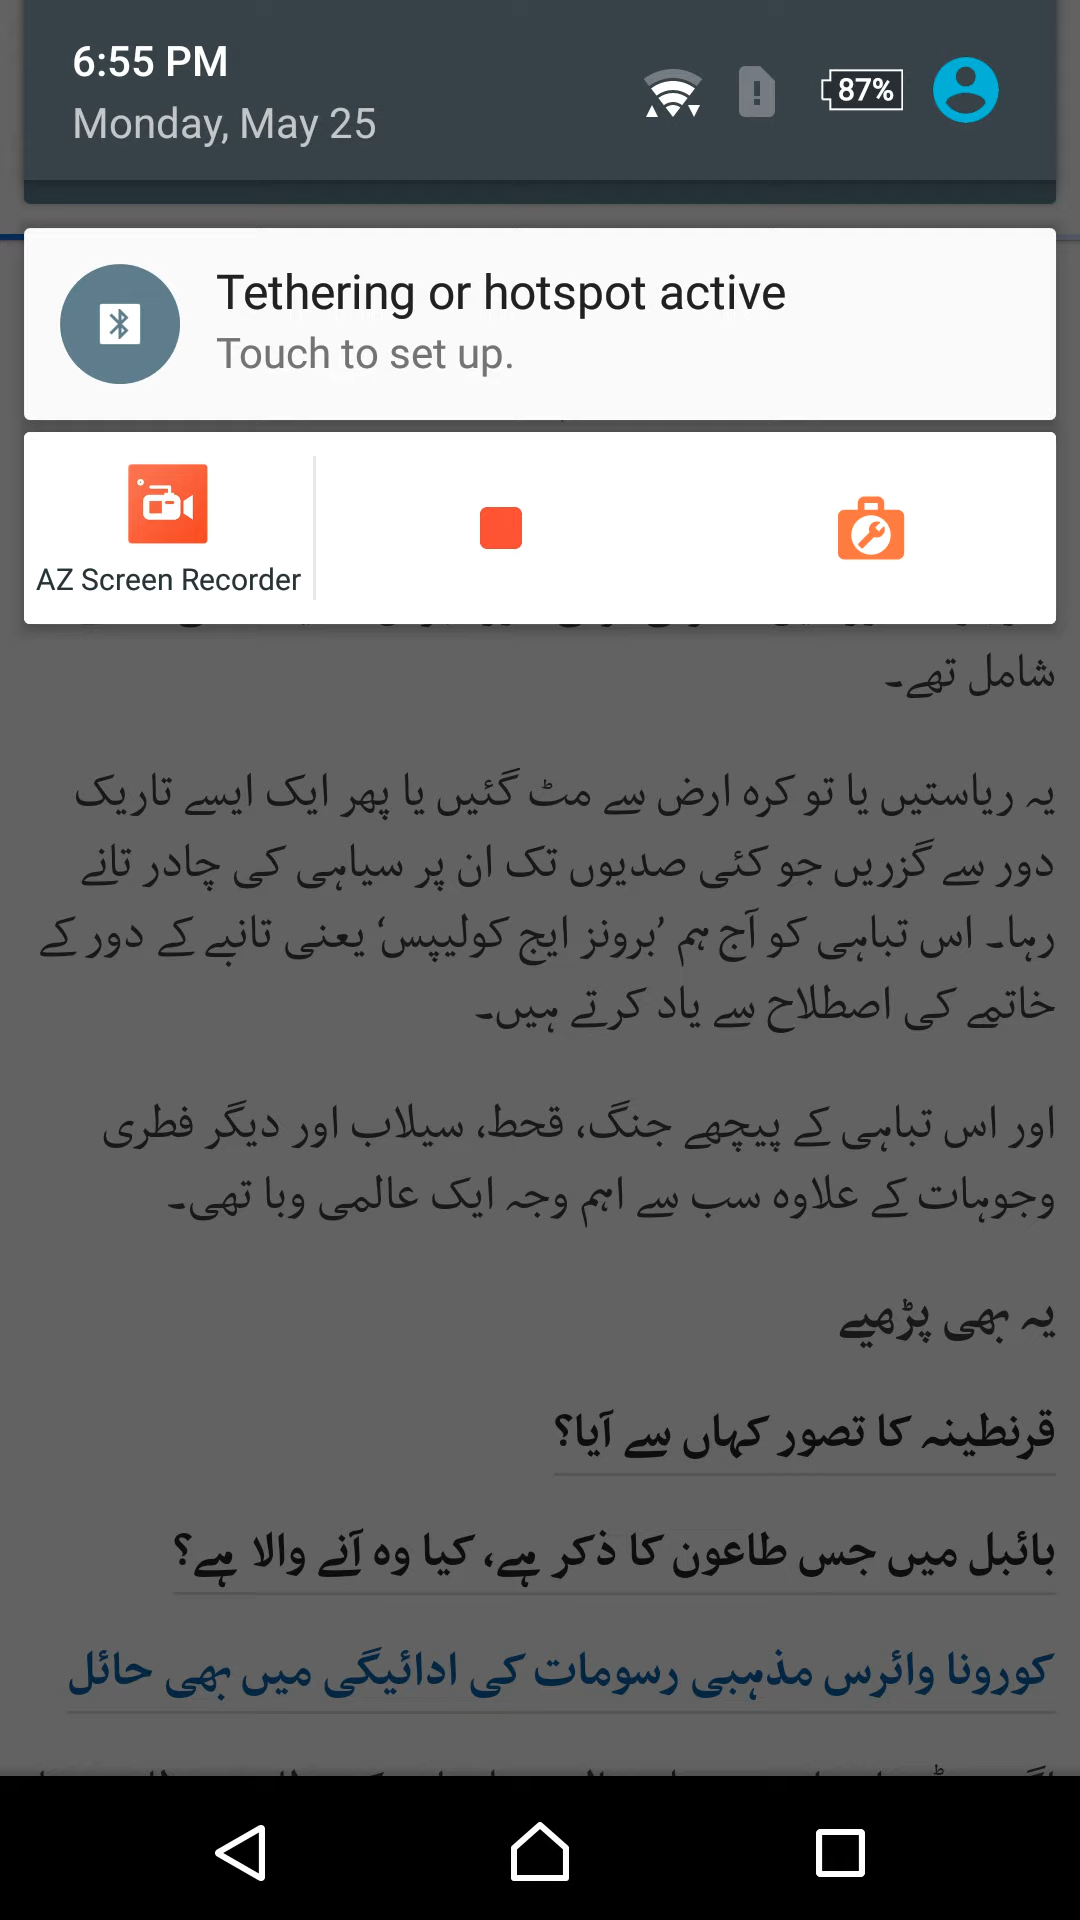 6:55 PM
87%
Monday, May 25
Tethering or hotspot active
Touch to set up.
AZ Screen Recorder
شامل تھے۔
یہ ریاستیں یا تو کرہ ارض سے مٹ گئیں یا پھر ایک ایسے تاریک
دور سے گزریں جو کئی صدیوں تک ان پر سیاہی کی چادر تانے
رہا۔ اس تباہی کو آج ہم ’برونز ایج کولیپس‘ یعنی تانبے کے دور کے
خاتمے کی اصطلاح سے یاد کرتے ہیں۔
اور اس تباہی کے پیچھے جنگ، قحط، سیلاب اور دیگر فطری
وجوہات کے علاوہ سب سے اہم وجہ ایک عالمی وبا تھی۔
یہ بھی پڑھیے
قرنطینہ کا تصور کہاں سے آیا؟
بائبل میں جس طاعون کا ذکر ہے، کیا وہ آنے والا ہے؟
کورونا وائرس مذہبی رسومات کی ادائیگی میں بھی حائل